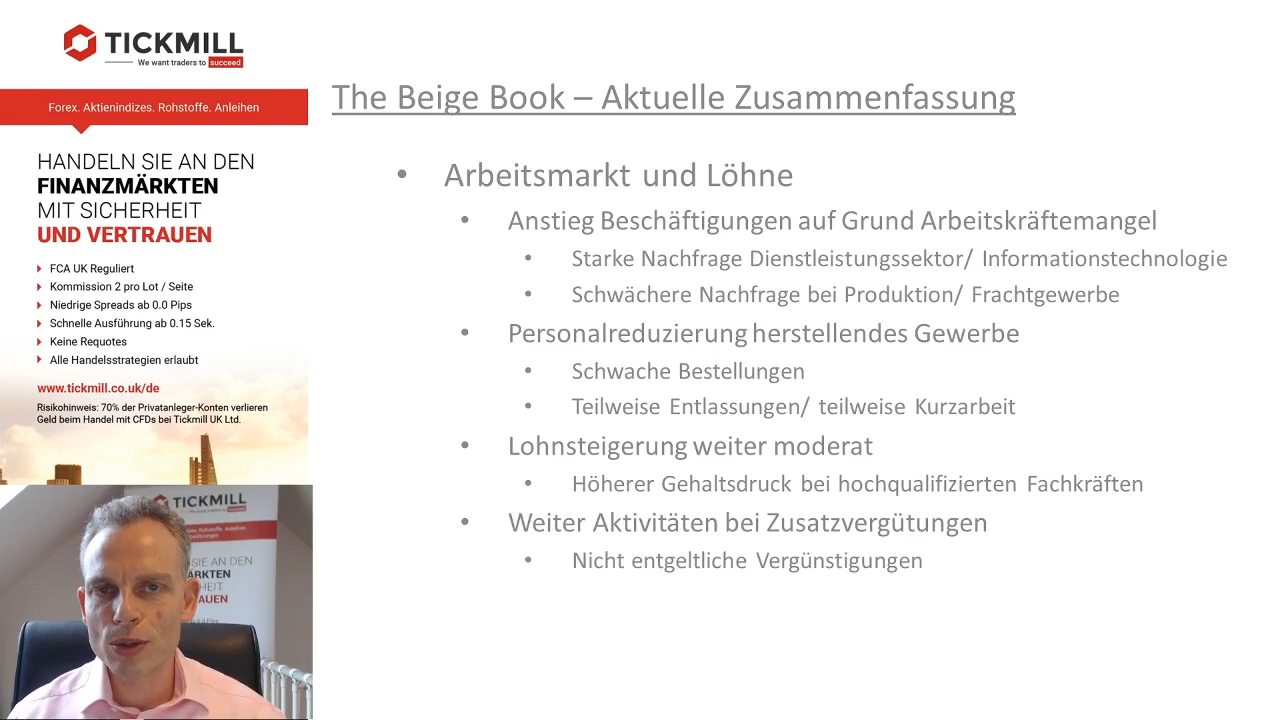 TICKMILL
We want traders to succeed
Forex. Aktienindizes. Rohstoffe. Anleihen
HANDELN SIE AN DEN
FINANZMÄRKTEN
MIT SICHERHEIT
UND VERTRAUEN
FCA UK Reguliert
Kommission 2 pro Lot / Seite
Niedrige Spreads ab 0.0 Pips
Schnelle Ausführung ab 0.15 Sek.
Keine Requotes
Alle Handelsstrategien erlaubt
www.tickmill.co.uk/de
Risikohinweis: 70% der Privatanleger-Konten verlieren
Geld beim Handel mit CFDs bei Tickmill UK Ltd.
The Beige Book – Aktuelle Zusammenfassung
• Arbeitsmarkt und Löhne
• Anstieg Beschäftigungen auf Grund Arbeitskräftemangel
• Starke Nachfrage Dienstleistungssektor/ Informationstechnologie
• Schwächere Nachfrage bei Produktion/ Frachtgewerbe
• Personalreduzierung herstellendes Gewerbe
• Schwache Bestellungen
• Teilweise Entlassungen/ teilweise Kurzarbeit
• Lohnsteigerung weiter moderat
• Höherer Gehaltsdruck bei hochqualifizierten Fachkräften
• Weiter Aktivitäten bei Zusatzvergütungen
• Nicht entgeltliche Vergünstigungen
TICKMILL
SIE AN DEN
ÄRKTEN
HEIT
AUEN